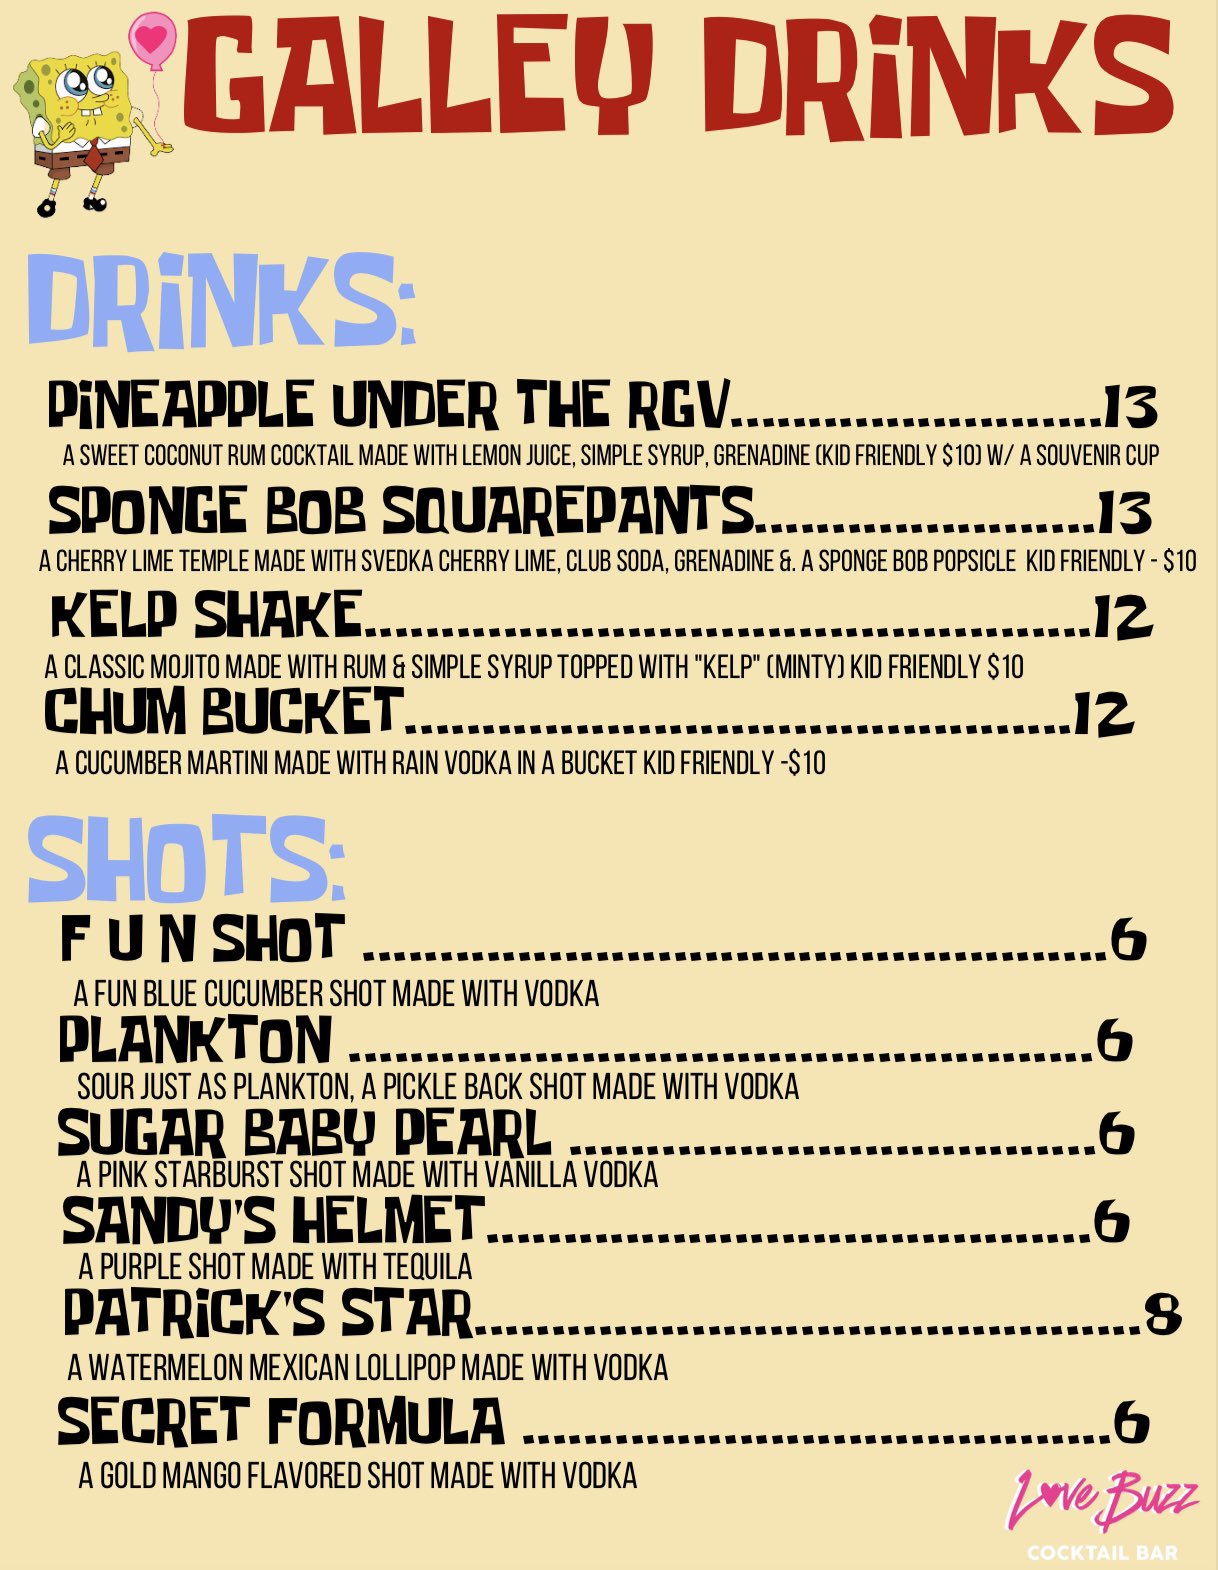 GALLEY DRINKS
DRINKS:
PINEAPPLE UNDER THE RGV.......................13
A SWEET COCONUT RUM COCKTAIL MADE WITH LEMON JUICE, SIMPLE SYRUP, GRENADINE (KID FRIENDLY $10) W/ A SOUVENIR CUP
SPONGE BOB SQUAREPANTS.....................13
A CHERRY LIME TEMPLE MADE WITH SVEDKA CHERRY LIME, CLUB SODA, GRENADINE &. A SPONGE BOB POPSICLE KID FRIENDLY - $10
KELP SHAKE.............................................12
A CLASSIC MOJITO MADE WITH RUM & SIMPLE SYRUP TOPPED WITH "KELP" (MINTY) KID FRIENDLY $10
CHUM BUCKET.........................................12
A CUCUMBER MARTINI MADE WITH RAIN VODKA IN A BUCKET KID FRIENDLY -$10
SHOTS:
F U N SHOT ..............................................6
A FUN BLUE CUCUMBER SHOT MADE WITH VODKA
PLANKTON ..............................................6
SOUR JUST AS PLANKTON, A PICKLE BACK SHOT MADE WITH VODKA
SUGAR BABY PEARL .................................6
A PINK STARBURST SHOT MADE WITH VANILLA VODKA
SANDY'S HELMET......................................6
A PURPLE SHOT MADE WITH TEQUILA
PATRICK'S STAR.........................................8
A WATERMELON MEXICAN LOLLIPOP MADE WITH VODKA
SECRET FORMULA .....................................6
A GOLD MANGO FLAVORED SHOT MADE WITH VODKA
Love Buzz
COCKTAIL BAR